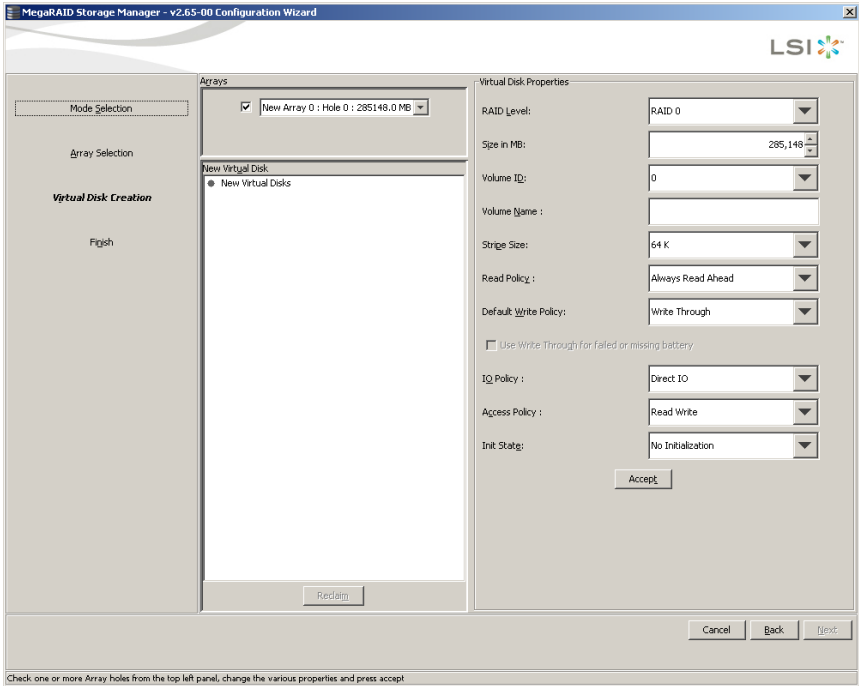 MegaRAID Storage Manager - v2.65-00 Configuration Wizard
LSI
Mode Selection
Array Selection
Virtual Disk Creation
Finish
Arrays
New Array 0 : Hole 0 : 285148.0 MB
New Virtual Disk
New Virtual Disks
Reclaim
Virtual Disk Properties
RAID Level: RAID 0
Size in MB: 285,148
Volume ID: 0
Volume Name :
Stripe Size: 64 K
Read Policy : Always Read Ahead
Default Write Policy: Write Through
Use Write Through for failed or missing battery
IO Policy : Direct IO
Access Policy : Read Write
Init State: No Initialization
Accept
Cancel Back Next
Check one or more Array holes from the top left panel, change the various properties and press accept